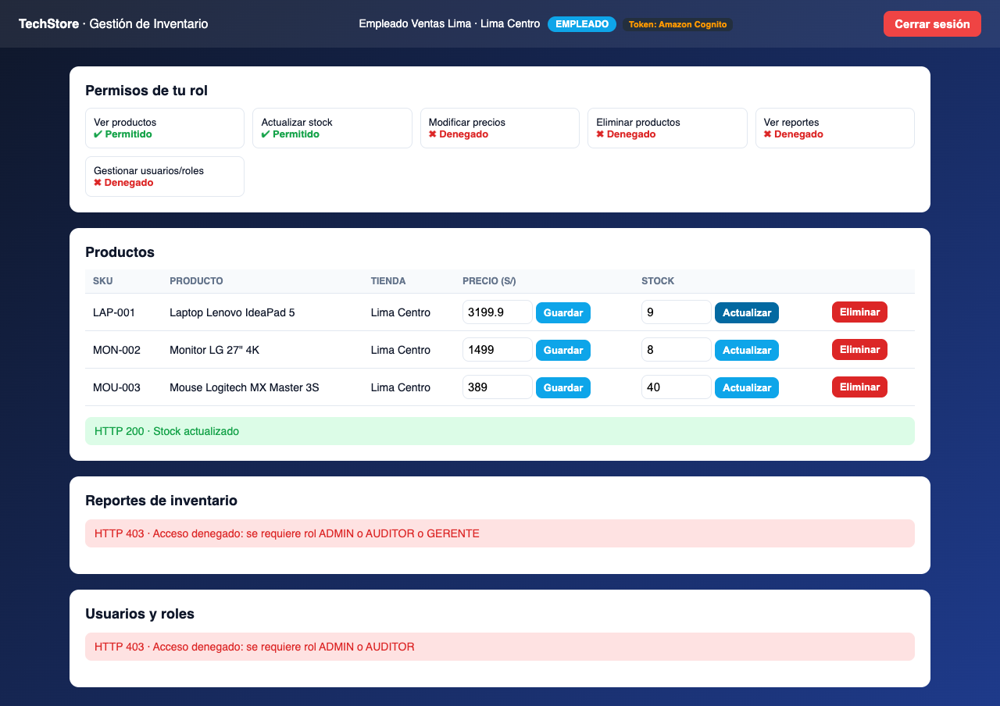 TechStore · Gestión de Inventario
Empleado Ventas Lima · Lima Centro EMPLEADO Token: Amazon Cognito
Cerrar sesión
Permisos de tu rol
Ver productos
✔ Permitido
Actualizar stock
✔ Permitido
Modificar precios
✖ Denegado
Eliminar productos
✖ Denegado
Ver reportes
✖ Denegado
Gestionar usuarios/roles
✖ Denegado
Productos
SKU PRODUCTO TIENDA PRECIO (S/) STOCK
LAP-001 Laptop Lenovo IdeaPad 5 Lima Centro 3199.9 Guardar 9 Actualizar Eliminar
MON-002 Monitor LG 27" 4K Lima Centro 1499 Guardar 8 Actualizar Eliminar
MOU-003 Mouse Logitech MX Master 3S Lima Centro 389 Guardar 40 Actualizar Eliminar
HTTP 200 · Stock actualizado
Reportes de inventario
HTTP 403 · Acceso denegado: se requiere rol ADMIN o AUDITOR o GERENTE
Usuarios y roles
HTTP 403 · Acceso denegado: se requiere rol ADMIN o AUDITOR